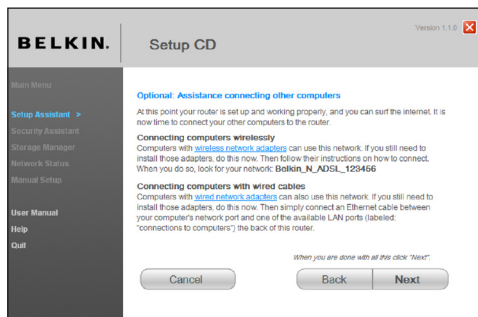 Version 1.1.0
BELKIN.
Setup CD
Main Menu
Setup Assistant >
Security Assistant
Storage Manager
Network Status
Manual Setup
User Manual
Help
Quit
Optional: Assistance connecting other computers
At this point your router is set up and working properly, and you can surf the internet. It is
now time to connect your other computers to the router.
Connecting computers wirelessly
Computers with wireless network adapters can use this network. If you still need to
install those adapters, do this now. Then follow their instructions on how to connect.
When you do so, look for your network: Belkin_N_ADSL_123456
Connecting computers with wired cables
Computers with wired network adapters can also use this network. If you still need to
install those adapters, do this now. Then simply connect an Ethernet cable between
your computer's network port and one of the available LAN ports (labeled:
"connections to computers") the back of this router.
When you are done with all this click "Next".
Cancel
Back
Next